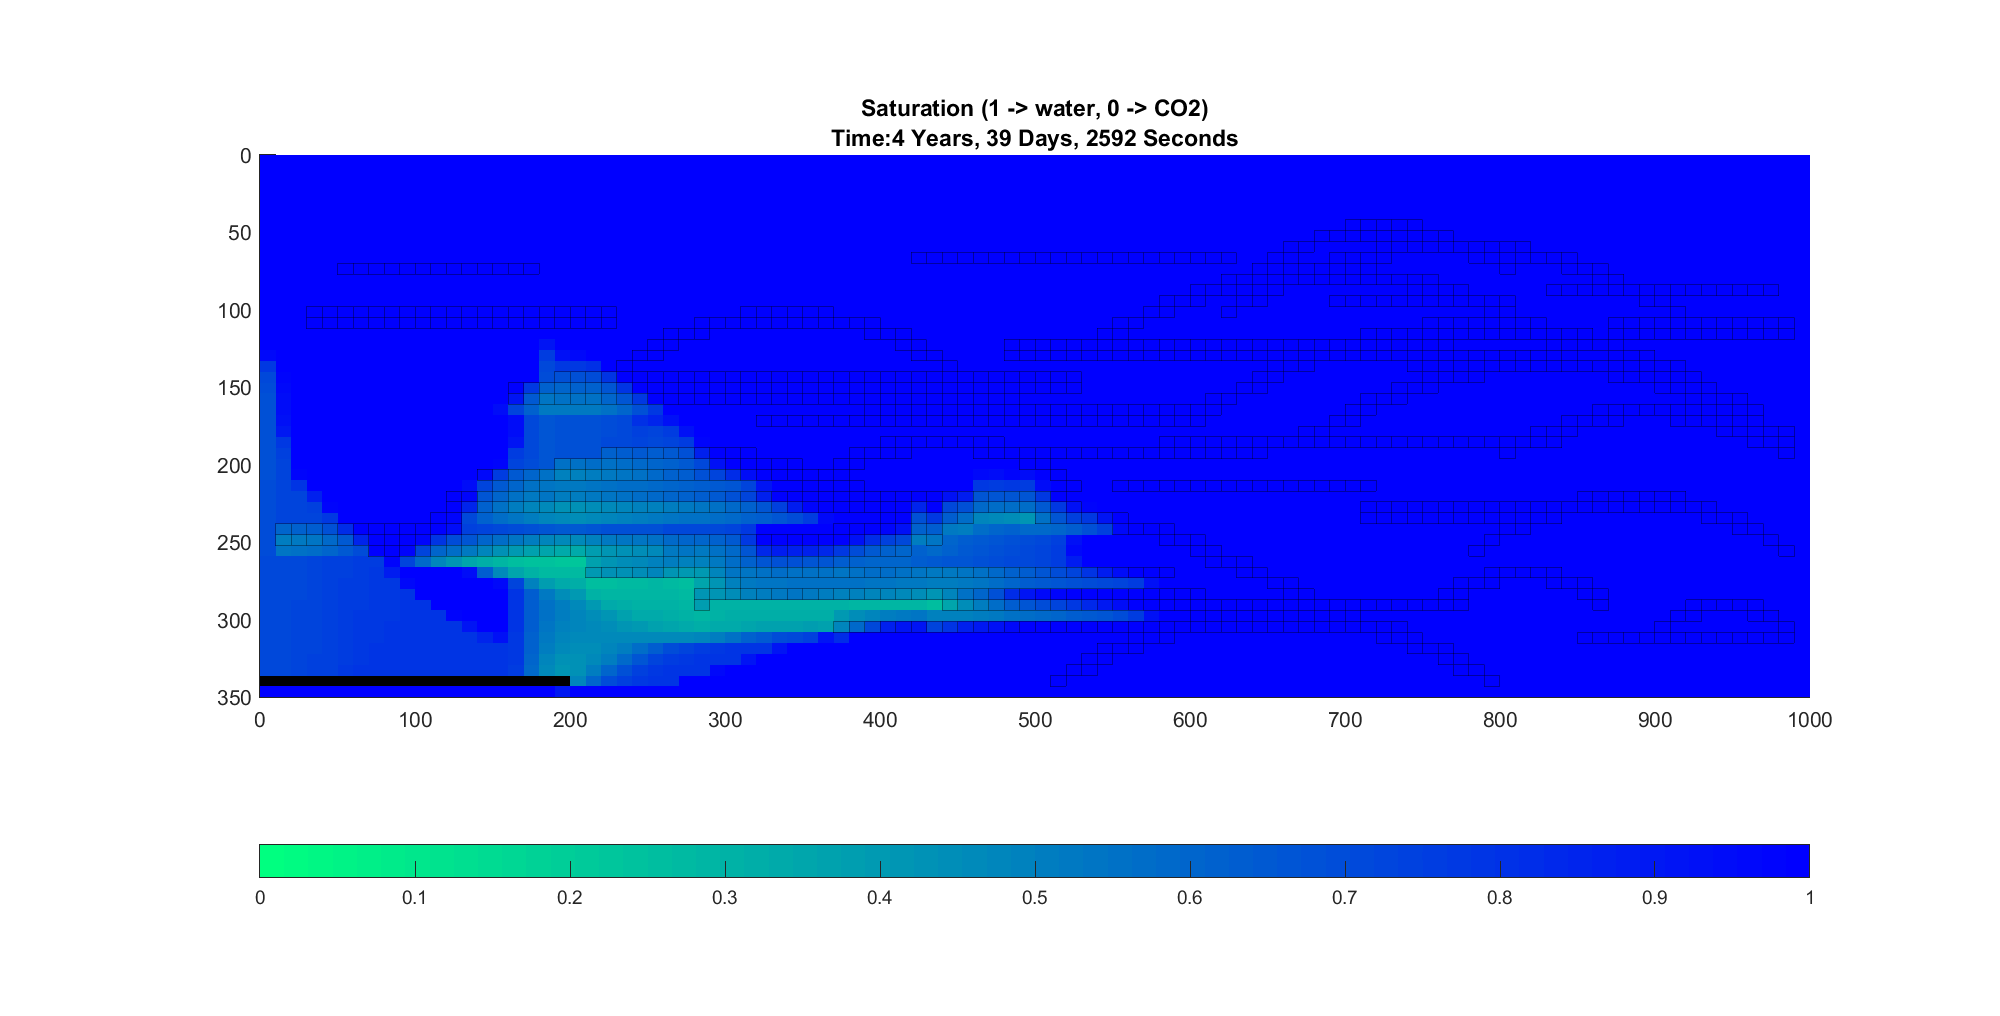 Saturation (1 -> water, 0 -> CO2)
Time:4 Years, 39 Days, 2592 Seconds
0
50
100
150
200
250
300
350
0 100 200 300 400 500 600 700 800 900 1000
0 0.1 0.2 0.3 0.4 0.5 0.6 0.7 0.8 0.9 1